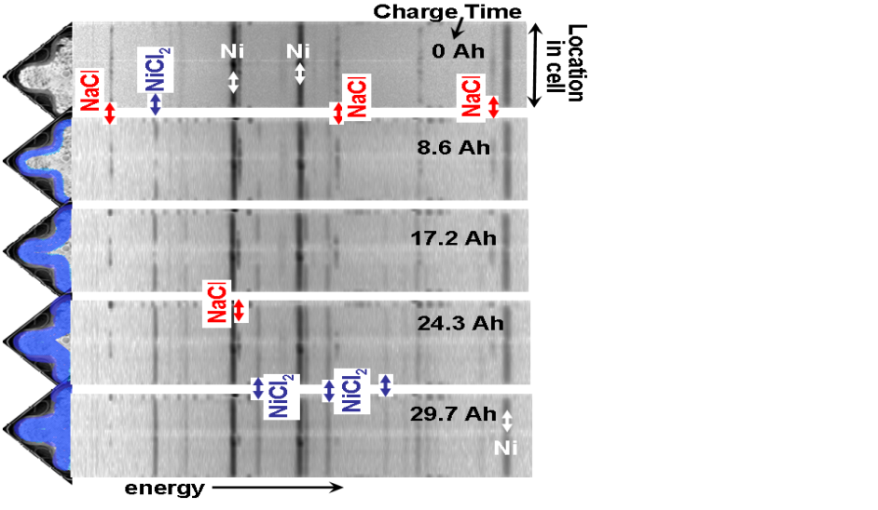 Charge Time
0 Ah
Location
in cell
Ni
Ni
NiCl2
NaCl
NaCl
NaCl
8.6 Ah
17.2 Ah
NaCl
24.3 Ah
NiCl2
NiCl2
29.7 Ah
Ni
energy